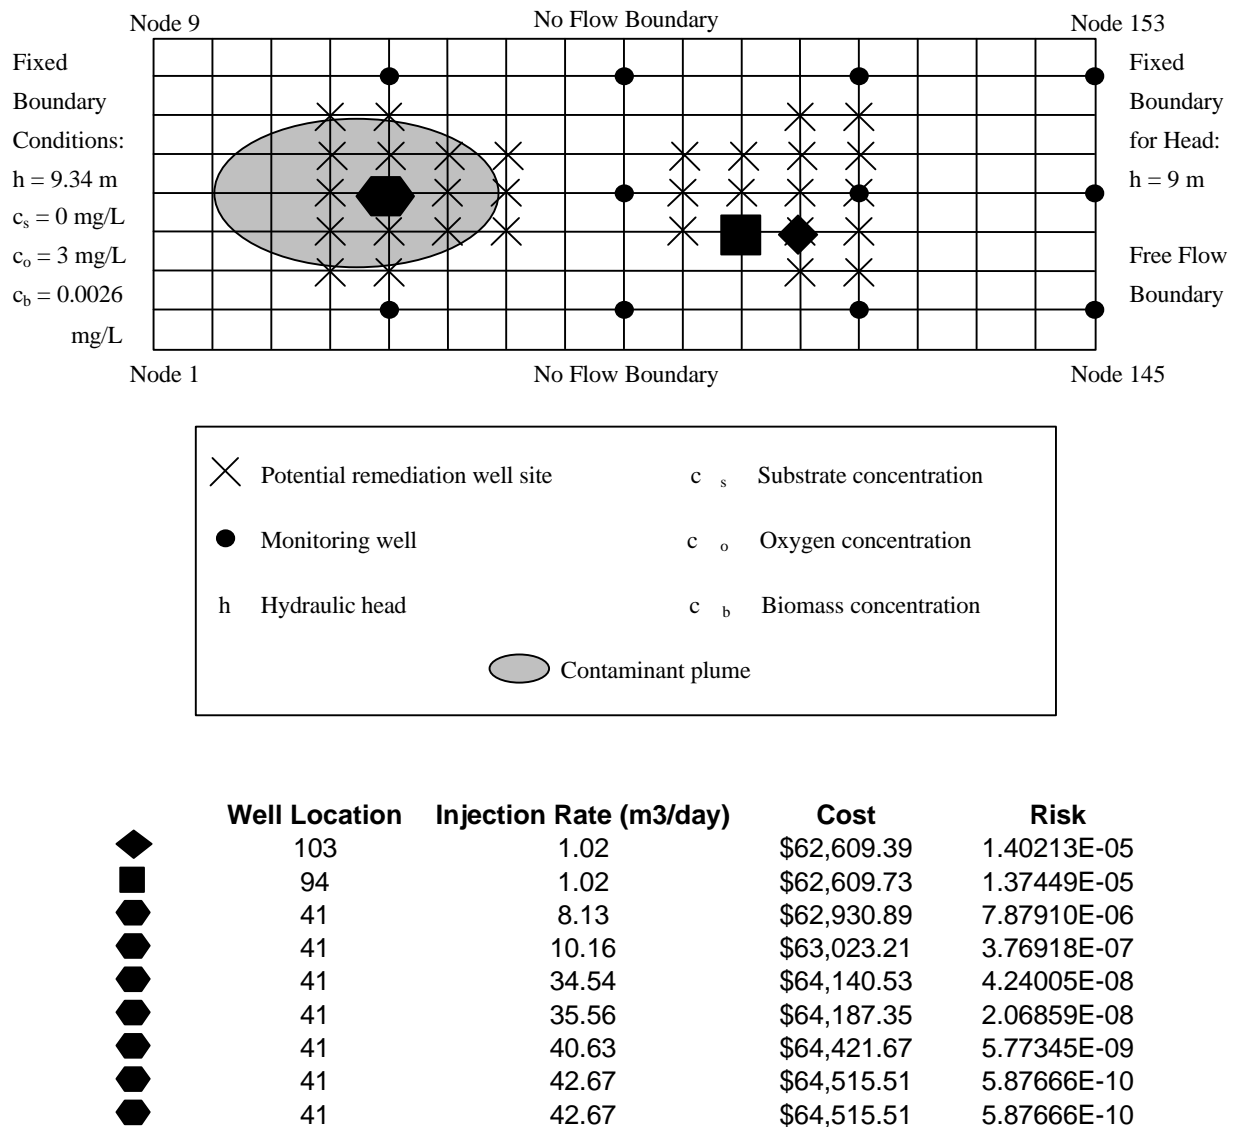 Node 9
No Flow Boundary
Node 153
Fixed
Boundary
Conditions:
h = 9.34 m
cs = 0 mg/L
co = 3 mg/L
cb = 0.0026
mg/L
Fixed
Boundary
for Head:
h = 9 m
Free Flow
Boundary
Node 1
No Flow Boundary
Node 145
Potential remediation well site
c s Substrate concentration
Monitoring well
c o Oxygen concentration
h Hydraulic head
c b Biomass concentration
Contaminant plume
Well Location Injection Rate (m3/day) Cost Risk
103 1.02 $62,609.39 1.40213E-05
94 1.02 $62,609.73 1.37449E-05
41 8.13 $62,930.89 7.87910E-06
41 10.16 $63,023.21 3.76918E-07
41 34.54 $64,140.53 4.24005E-08
41 35.56 $64,187.35 2.06859E-08
41 40.63 $64,421.67 5.77345E-09
41 42.67 $64,515.51 5.87666E-10
41 42.67 $64,515.51 5.87666E-10